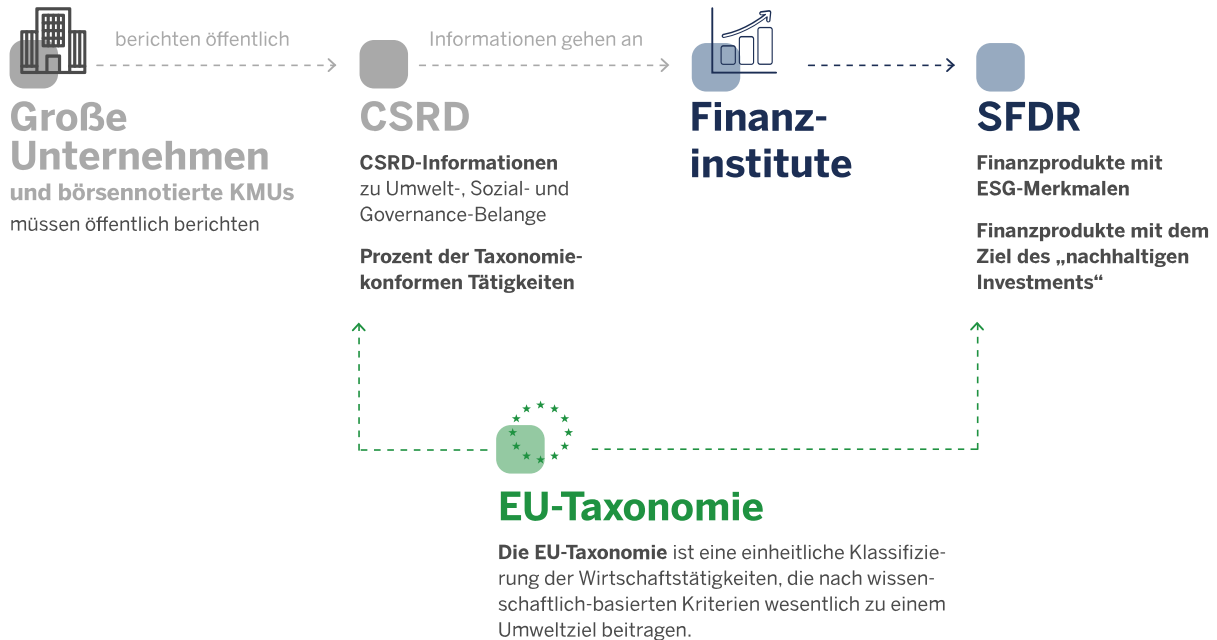 berichten öffentlich
Informationen gehen an
Große
Unternehmen
und börsennotierte KMUs
müssen öffentlich berichten
CSRD
CSRD-Informationen
zu Umwelt-, Sozial- und
Governance-Belange
Prozent der Taxonomie-
konformen Tätigkeiten
Finanz-
institute
SFDR
Finanzprodukte mit
ESG-Merkmalen
Finanzprodukte mit dem
Ziel des „nachhaltigen
Investments“
EU-Taxonomie
Die EU-Taxonomie ist eine einheitliche Klassifizie-
rung der Wirtschaftstätigkeiten, die nach wissen-
schaftlich-basierten Kriterien wesentlich zu einem
Umweltziel beitragen.